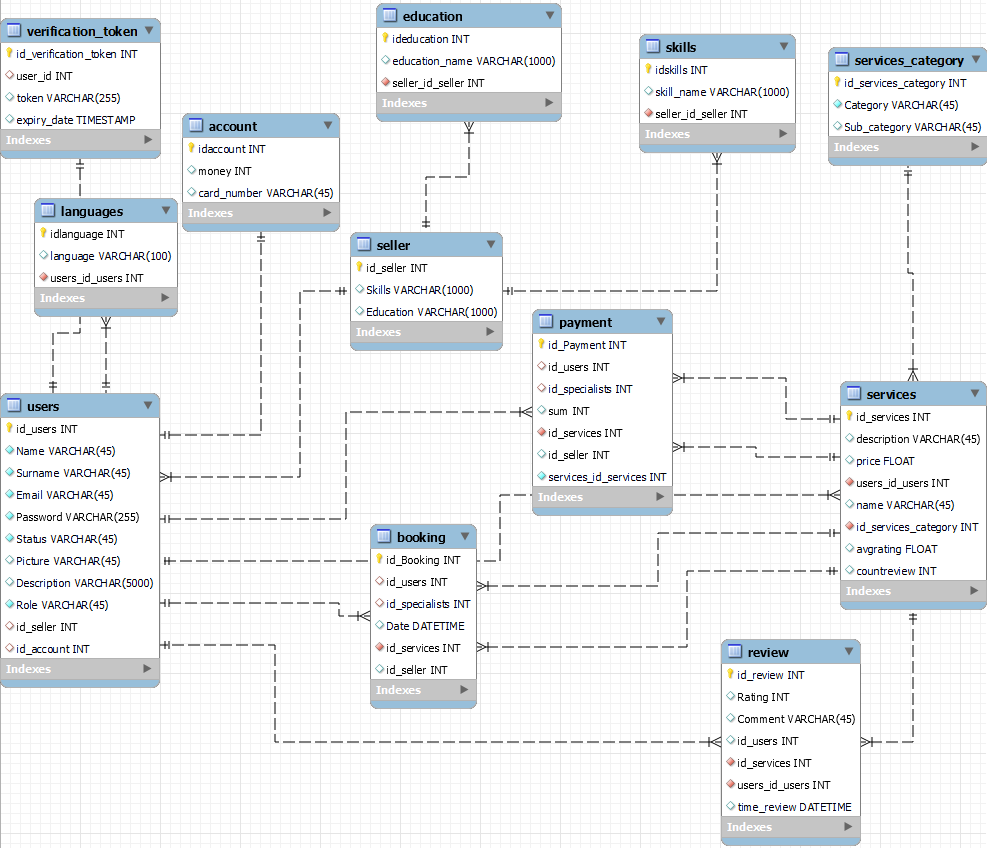 verification_token
id_verification_token INT
user_id INT
token VARCHAR(255)
expiry_date TIMESTAMP
Indexes
education
ideducation INT
education_name VARCHAR(1000)
seller_id_seller INT
Indexes
skills
idskills INT
skill_name VARCHAR(1000)
seller_id_seller INT
Indexes
services_category
id_services_category INT
Category VARCHAR(45)
Sub_category VARCHAR(45)
Indexes
account
idaccount INT
money INT
card_number VARCHAR(45)
Indexes
languages
idlanguage INT
language VARCHAR(100)
users_id_users INT
Indexes
seller
id_seller INT
Skills VARCHAR(1000)
Education VARCHAR(1000)
Indexes
payment
id_Payment INT
id_users INT
id_specialists INT
sum INT
id_services INT
id_seller INT
services_id_services INT
Indexes
users
id_users INT
Name VARCHAR(45)
Surname VARCHAR(45)
Email VARCHAR(45)
Password VARCHAR(255)
Status VARCHAR(45)
Picture VARCHAR(45)
Description VARCHAR(5000)
Role VARCHAR(45)
id_seller INT
id_account INT
Indexes
services
id_services INT
description VARCHAR(45)
price FLOAT
users_id_users INT
name VARCHAR(45)
id_services_category INT
avgrating FLOAT
countreview INT
Indexes
booking
id_Booking INT
id_users INT
id_specialists INT
Date DATETIME
id_services INT
id_seller INT
Indexes
review
id_review INT
Rating INT
Comment VARCHAR(45)
id_users INT
id_services INT
users_id_users INT
time_review DATETIME
Indexes